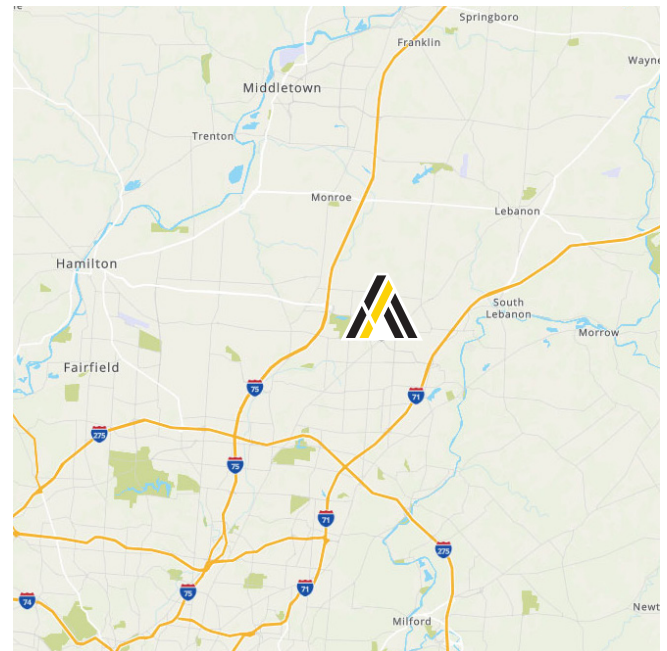 Springboro
Franklin
Wayne
Middletown
Trenton
Monroe
Lebanon
Hamilton
South
Lebanon
Morrow
Fairfield
75
71
275
75
71
275
75
71
74
Newt
Milford